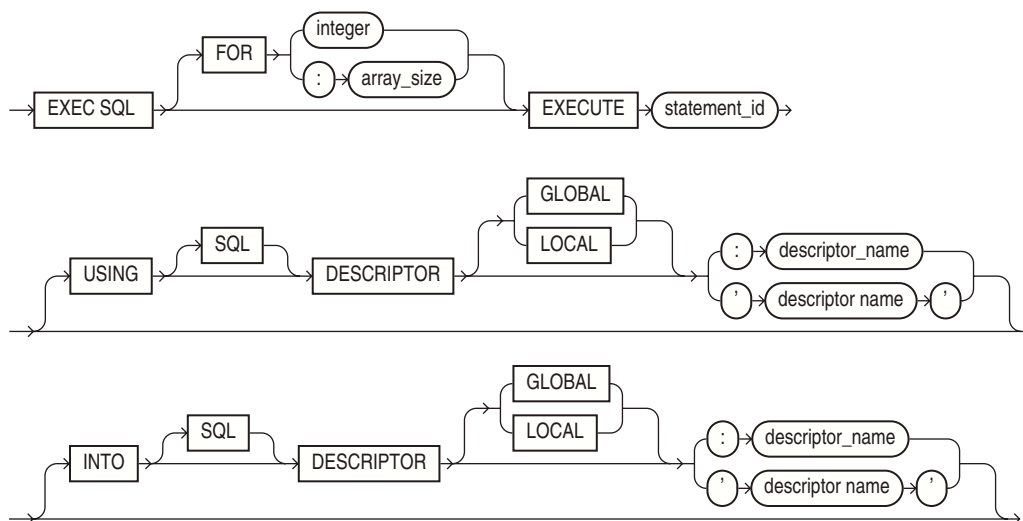 integer
FOR
: array_size
EXEC SQL EXECUTE statement_id
GLOBAL
SQL LOCAL : descriptor_name
USING DESCRIPTOR ' descriptor name '
GLOBAL
SQL LOCAL : descriptor_name
INTO DESCRIPTOR ' descriptor name '